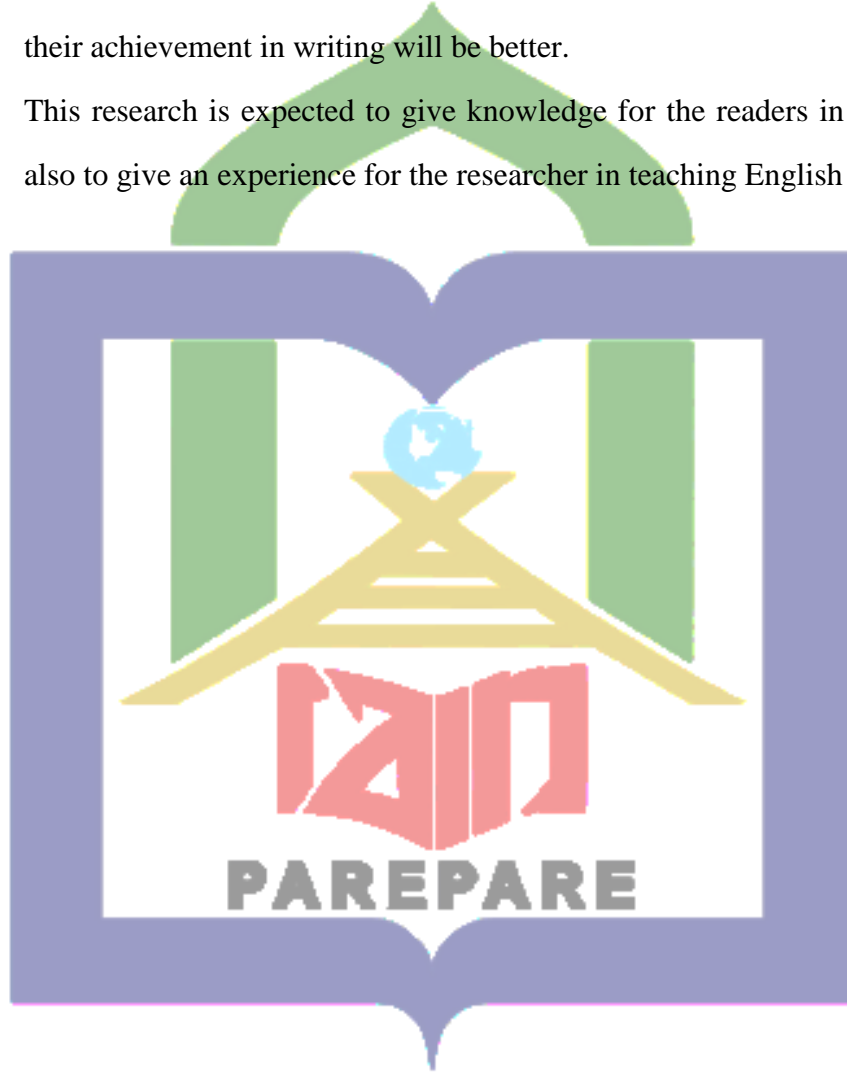 their achievement in writing will be better.
This research is expected to give knowledge for the readers in
also to give an experience for the researcher in teaching English
iain
PAREPARE